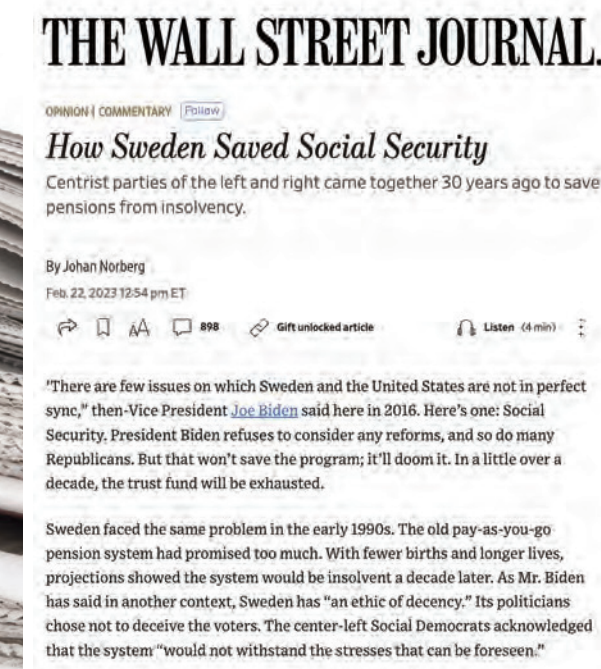 THE WALL STREET JOURNAL.
OPINION | COMMENTARY Follow
How Sweden Saved Social Security
Centrist parties of the left and right came together 30 years ago to save
pensions from insolvency.
By Johan Norberg
Feb. 22, 2023 12:54 pm ET
AA 898 Gift unlocked article Listen (4 min)
'There are few issues on which Sweden and the United States are not in perfect
sync," then-Vice President Joe Biden said here in 2016. Here's one: Social
Security. President Biden refuses to consider any reforms, and so do many
Republicans. But that won't save the program; it'll doom it. In a little over a
decade, the trust fund will be exhausted.
Sweden faced the same problem in the early 1990s. The old pay-as-you-go
pension system had promised too much. With fewer births and longer lives,
projections showed the system would be insolvent a decade later. As Mr. Biden
has said in another context, Sweden has "an ethic of decency." Its politicians
chose not to deceive the voters. The center-left Social Democrats acknowledged
that the system "would not withstand the stresses that can be foreseen."